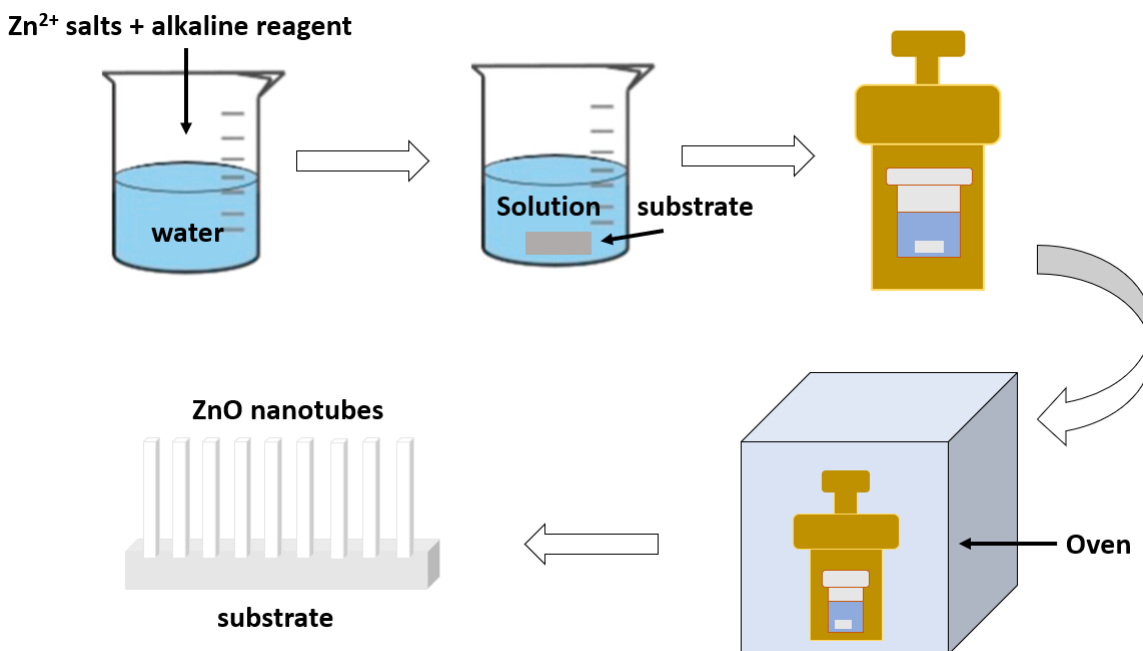 Zn²⁺ salts + alkaline reagent
water
Solution
substrate
ZnO nanotubes
substrate
Oven